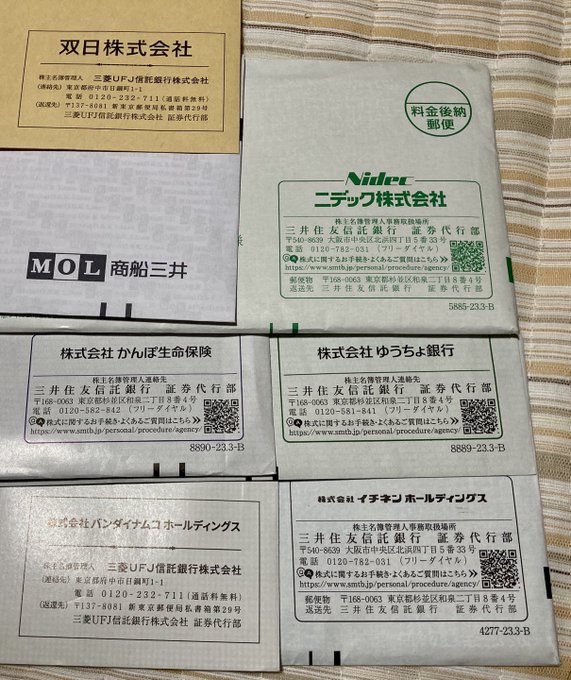 双日株式会社
株主名簿管理人 三菱UFJ信託銀行株式会社
(連絡先) 東京都府中市日鋼町1-1
電話 0120-232-711(通話料無料)
(返還先) 〒137-8081 新東京郵便局私書箱第29号
三菱UFJ信託銀行株式会社 証券代行部
MOL 商船三井
料金後納
郵便
Nidec
ニデック株式会社
株主名簿管理人事務取扱場所
三井住友信託銀行 証券代行部
〒540-8639 大阪市中央区北浜四丁目5番33号
電話 0120-782-031 (フリーダイヤル)
株式に関するお手続き・よくあるご質問はこちら
https://www.smtb.jp/personal/procedure/agency/
郵便物 〒168-0063 東京都杉並区和泉二丁目8番4号
返送先 三井住友信託銀行 証券代行部
5885-23.3-B
様
株式会社 かんぽ生命保険
株主名簿管理人連絡先
三井住友信託銀行 証券代行部
〒168-0063 東京都杉並区和泉二丁目8番4号
電話 0120-582-842 (フリーダイヤル)
株式に関するお手続き・よくあるご質問はこちら
https://www.smtb.jp/personal/procedure/agency/
8890-23.3-B
株式会社 ゆうちょ銀行
株主名簿管理人連絡先
三井住友信託銀行 証券代行部
〒168-0063 東京都杉並区和泉二丁目8番4号
電話 0120-581-841 (フリーダイヤル)
株式に関するお手続き・よくあるご質問はこちら
https://www.smtb.jp/personal/procedure/agency/
8889-23.3-B
株式会社 バンダイナムコ ホールディングス
株主名簿管理人 三菱UFJ信託銀行株式会社
(連絡先) 東京都府中市日鋼町1-1
電話 0120-232-711(通話料無料)
(返還先) 〒137-8081 新東京郵便局私書箱第29号
三菱UFJ信託銀行株式会社 証券代行部
株式会社 イチネン ホールディングス
株主名簿管理人事務取扱場所
三井住友信託銀行 証券代行部
〒540-8639 大阪市中央区北浜四丁目5番33号
電話 0120-782-031 (フリーダイヤル)
株式に関するお手続き・よくあるご質問はこちら
https://www.smtb.jp/personal/procedure/agency/
郵便物 〒168-0063 東京都杉並区和泉二丁目8番4号
返送先 三井住友信託銀行 証券代行部
4277-23.3-B